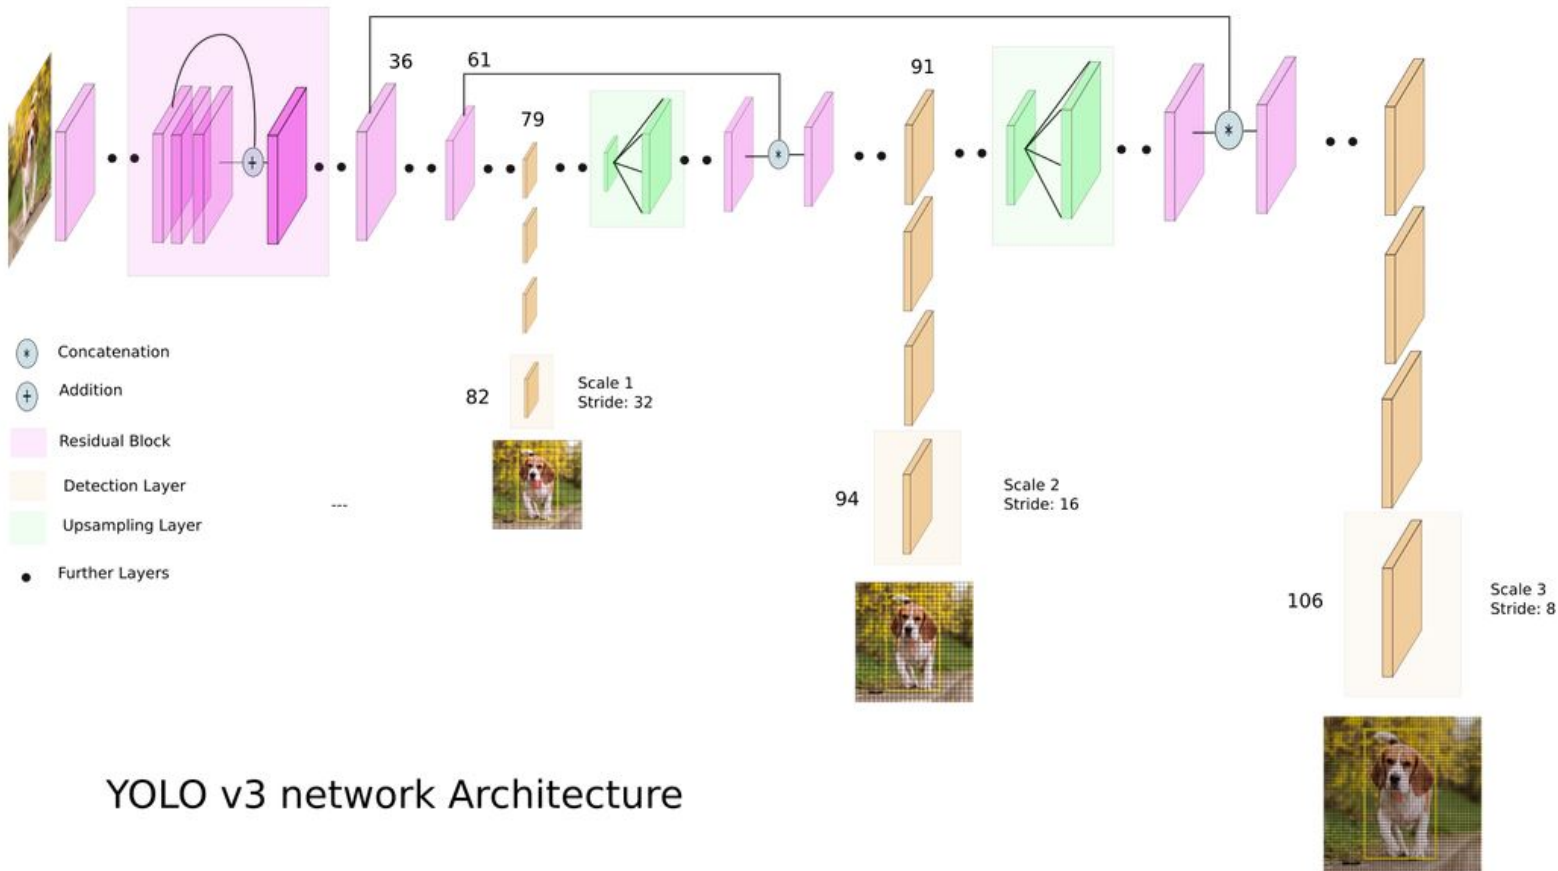 36
61
91
79
*
+
*
* Concatenation
+ Addition
82
Scale 1
Stride: 32
Residual Block
Detection Layer
---
Upsampling Layer
94
Scale 2
Stride: 16
Further Layers
106
Scale 3
Stride: 8
YOLO v3 network Architecture